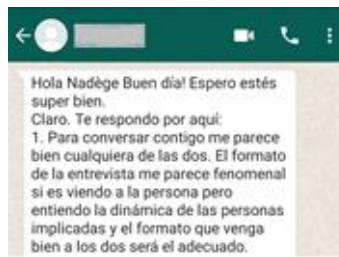 Hola Nadège Buen día! Espero estés
super bien.
Claro. Te respondo por aquí:
1. Para conversar contigo me parece
bien cualquiera de las dos. El formato
de la entrevista me parece fenomenal
si es viendo a la persona pero
entiendo la dinámica de las personas
implicadas y el formato que venga
bien a los dos será el adecuado.